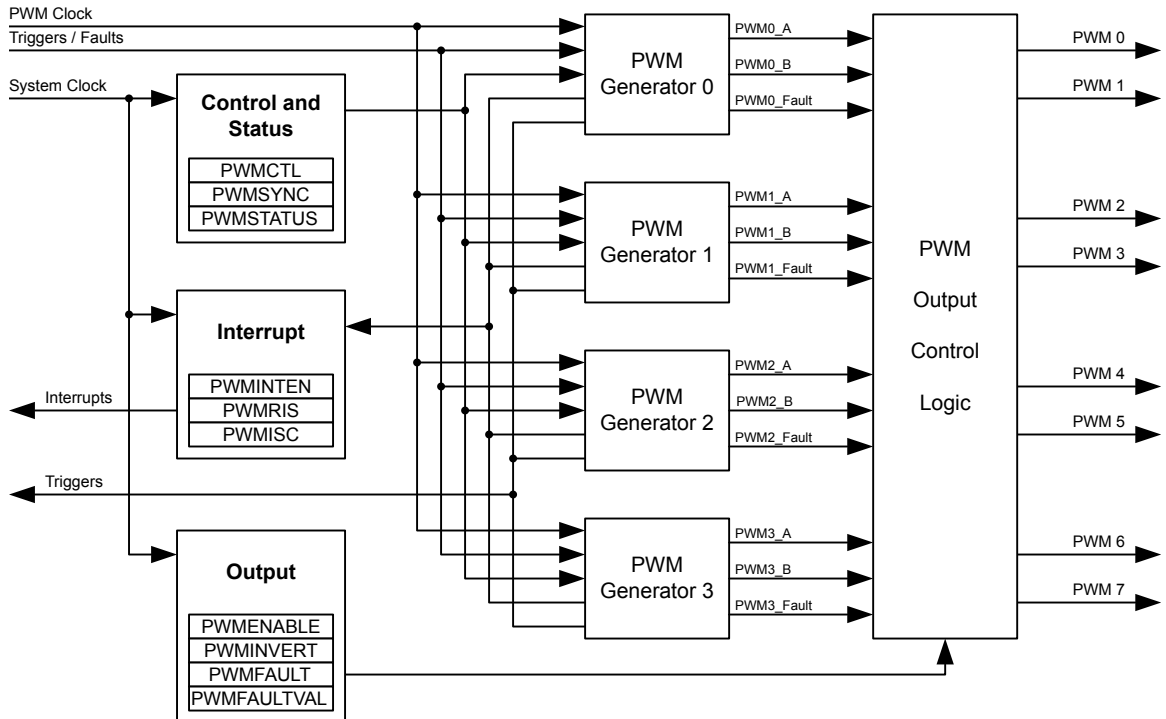 PWM Clock
Triggers / Faults
System Clock
Control and
Status
PWMCTL
PWMSYNC
PWMSTATUS
Interrupt
PWMINTEN
PWMRIS
PWMISC
Interrupts
Triggers
Output
PWMENABLE
PWMINVERT
PWMFAULT
PWMFAULTVAL
PWM
Generator 0
PWM0_A
PWM0_B
PWM0_Fault
PWM
Generator 1
PWM1_A
PWM1_B
PWM1_Fault
PWM
Generator 2
PWM2_A
PWM2_B
PWM2_Fault
PWM
Generator 3
PWM3_A
PWM3_B
PWM3_Fault
PWM
Output
Control
Logic
PWM 0
PWM 1
PWM 2
PWM 3
PWM 4
PWM 5
PWM 6
PWM 7